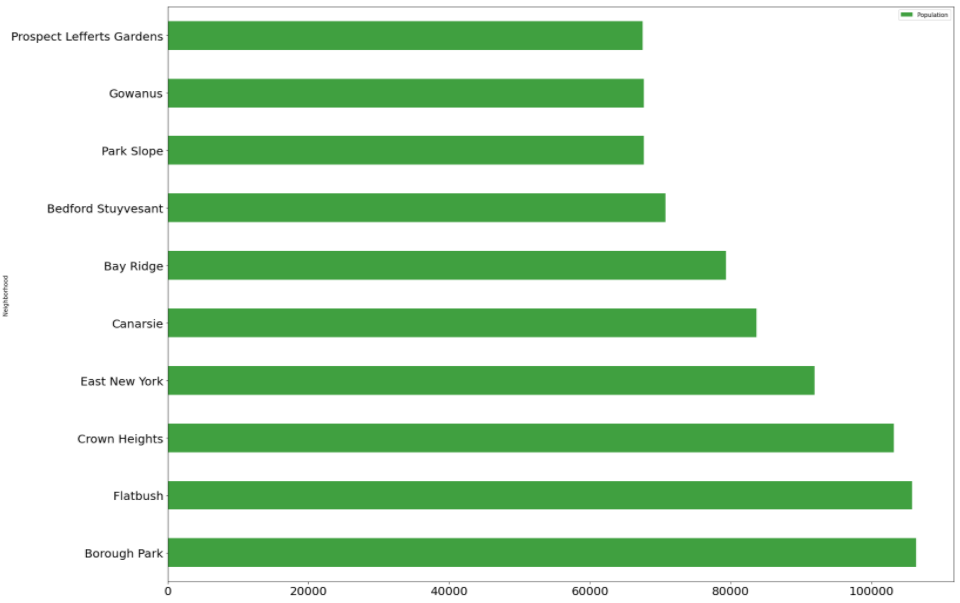 Population
Prospect Lefferts Gardens
Gowanus
Park Slope
Bedford Stuyvesant
Bay Ridge
Canarsie
East New York
Crown Heights
Flatbush
Borough Park
Neighborhood
0 20000 40000 60000 80000 100000